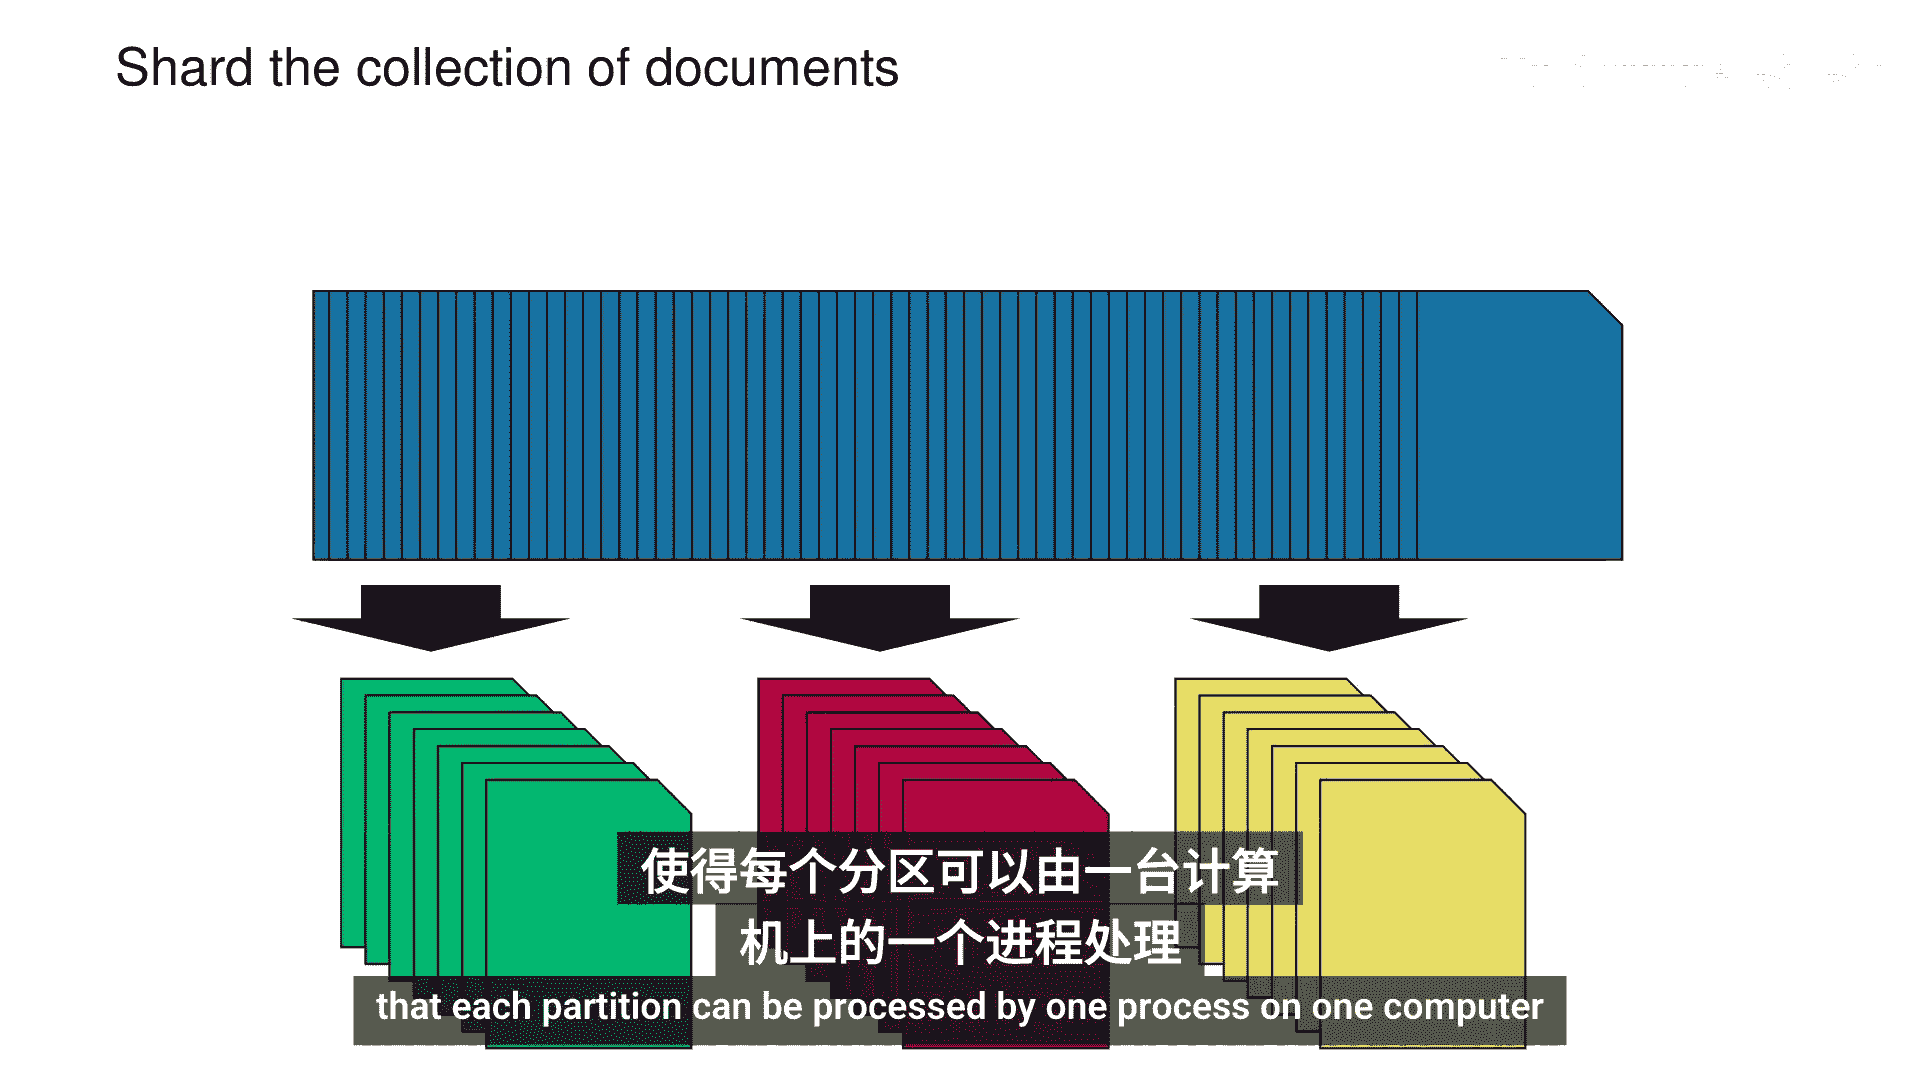 Shard the collection of documents
使得每个分区可以由一台计算
机上的一个进程处理
that each partition can be processed by one process on one computer